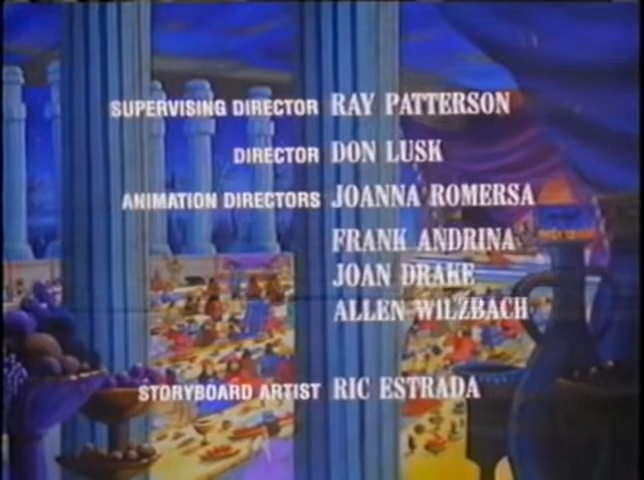 SUPERVISING DIRECTOR RAY PATTERSON
DIRECTOR DON LUSK
ANIMATION DIRECTORS JOANNA ROMERSA
FRANK ANDRINA
JOAN DRAKE
ALLEN WILZBACH
STORYBOARD ARTIST RIC ESTRADA